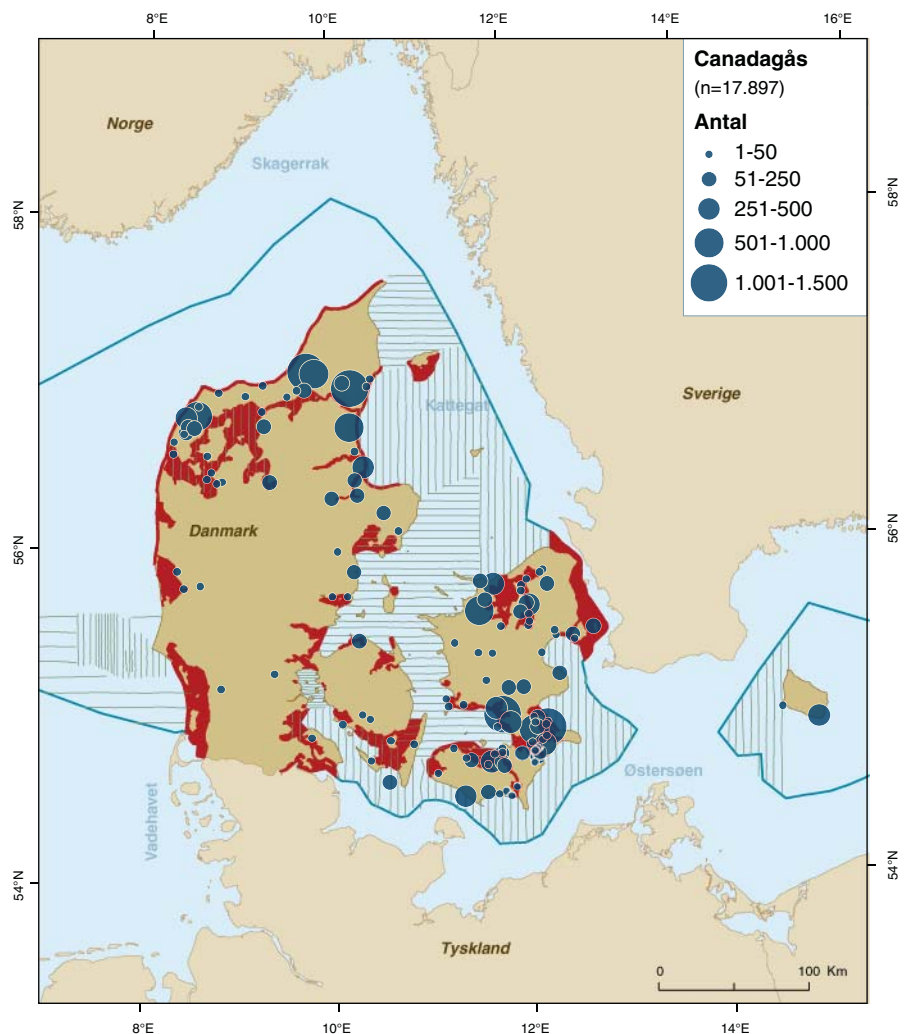 8°E 10°E 12°E 14°E 16°E
Canadagås
(n=17.897)
Antal
1-50
51-250
251-500
501-1.000
1.001-1.500
Norge
Skagerrak
58°N 58°N
Sverige
Kattegat
Danmark
56°N 56°N
Østersøen
Vadehavet
54°N 54°N
Tyskland
0 100 Km
8°E 10°E 12°E 14°E